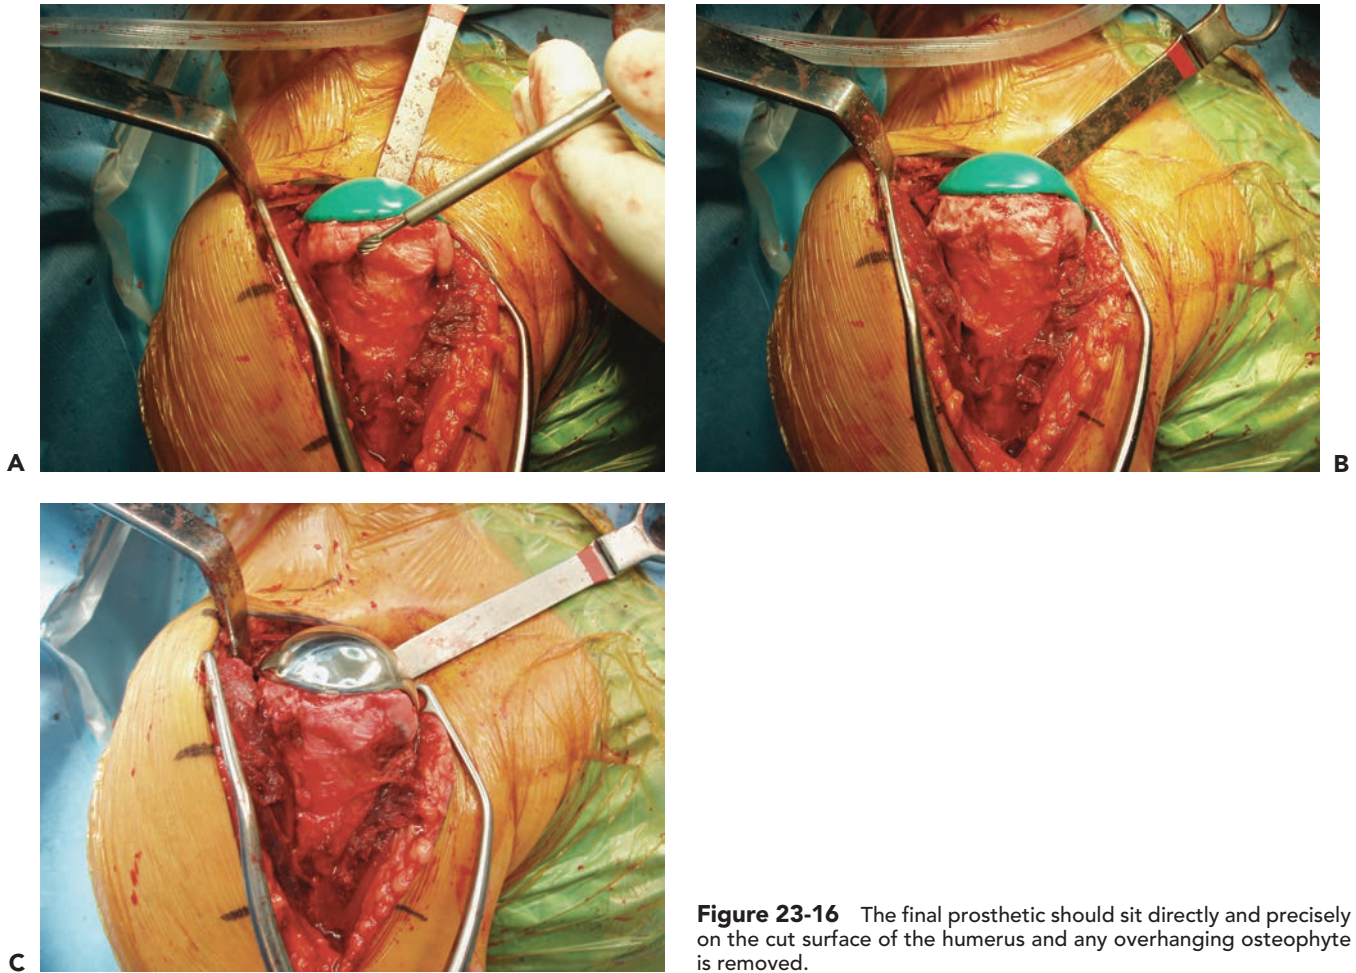 A
B
C
Figure 23-16 The final prosthetic should sit directly and precisely
on the cut surface of the humerus and any overhanging osteophyte
is removed.